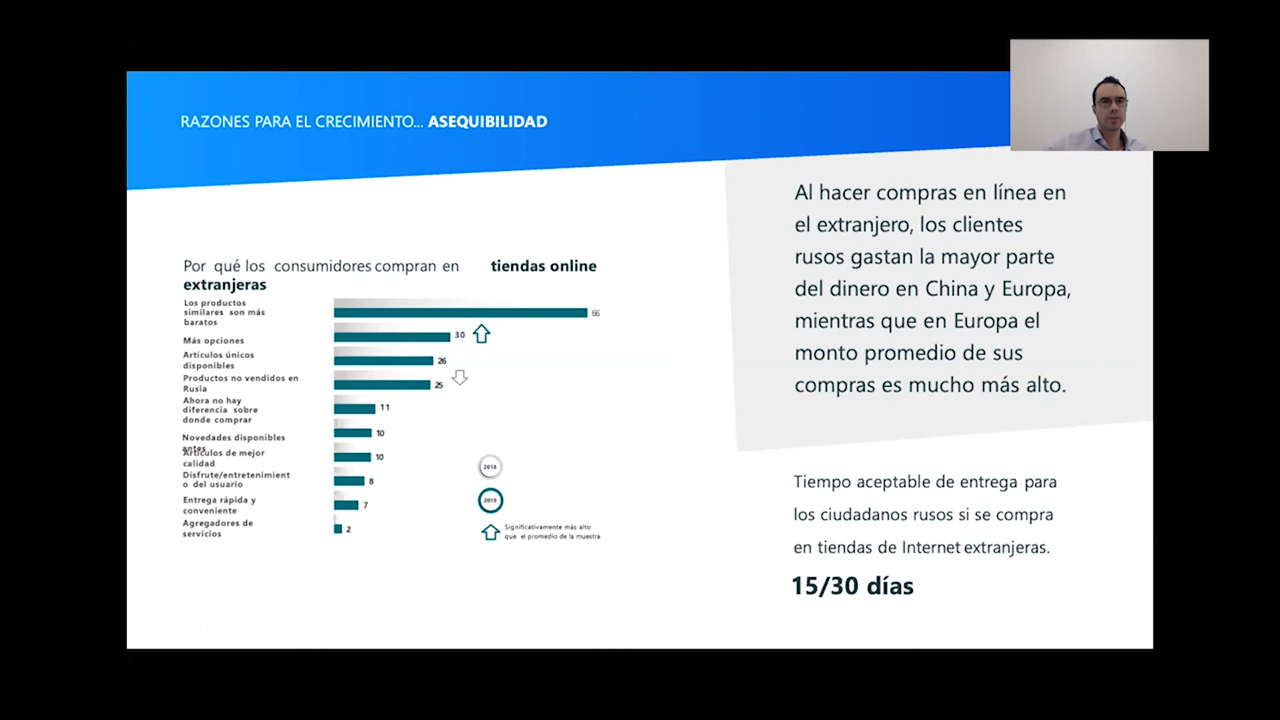 RAZONES PARA EL CRECIMIENTO... ASEQUIBILIDAD
Por qué los consumidores compran en tiendas online
extranjeras
Los productos
similares son más
baratos
66
Más opciones
30
Artículos únicos
disponibles
26
Productos no vendidos en
Rusia
25
Ahora no hay
diferencia sobre
donde comprar
11
Novedades disponibles
antes
10
Artículos de mejor
calidad
10
Disfrute/entretenimient
o del usuario
8
Entrega rápida y
conveniente
7
Agregadores de
servicios
2
2018
2019
Significativamente más alto
que el promedio de la muestra
Al hacer compras en línea en
el extranjero, los clientes
rusos gastan la mayor parte
del dinero en China y Europa,
mientras que en Europa el
monto promedio de sus
compras es mucho más alto.
Tiempo aceptable de entrega para
los ciudadanos rusos si se compra
en tiendas de Internet extranjeras.
15/30 días